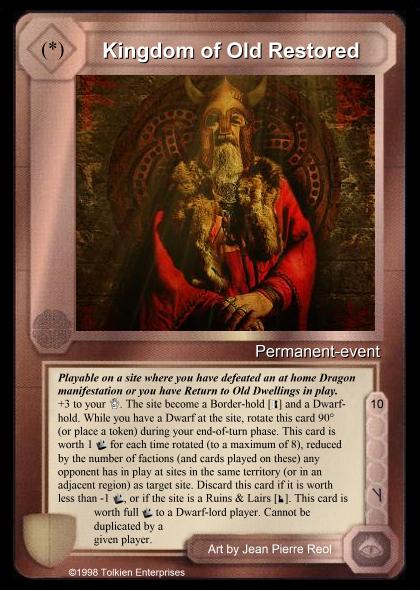 (*)
Kingdom of Old Restored
Permanent-event
Playable on a site where you have defeated an at home Dragon
manifestation or you have Return to Old Dwellings in play.
+3 to your . The site become a Border-hold [ ] and a Dwarf-
hold. While you have a Dwarf at the site, rotate this card 90°
(or place a token) during your end-of-turn phase. This card is
worth 1 for each time rotated (to a maximum of 8), reduced
by the number of factions (and cards played on these) any
opponent has in play at sites in the same territory (or in an
adjacent region) as target site. Discard this card if it is worth
less than -1 , or if the site is a Ruins & Lairs [ ]. This card is
worth full to a Dwarf-lord player. Cannot be
duplicated by a
given player.
10
Art by Jean Pierre Reol
©1998 Tolkien Enterprises